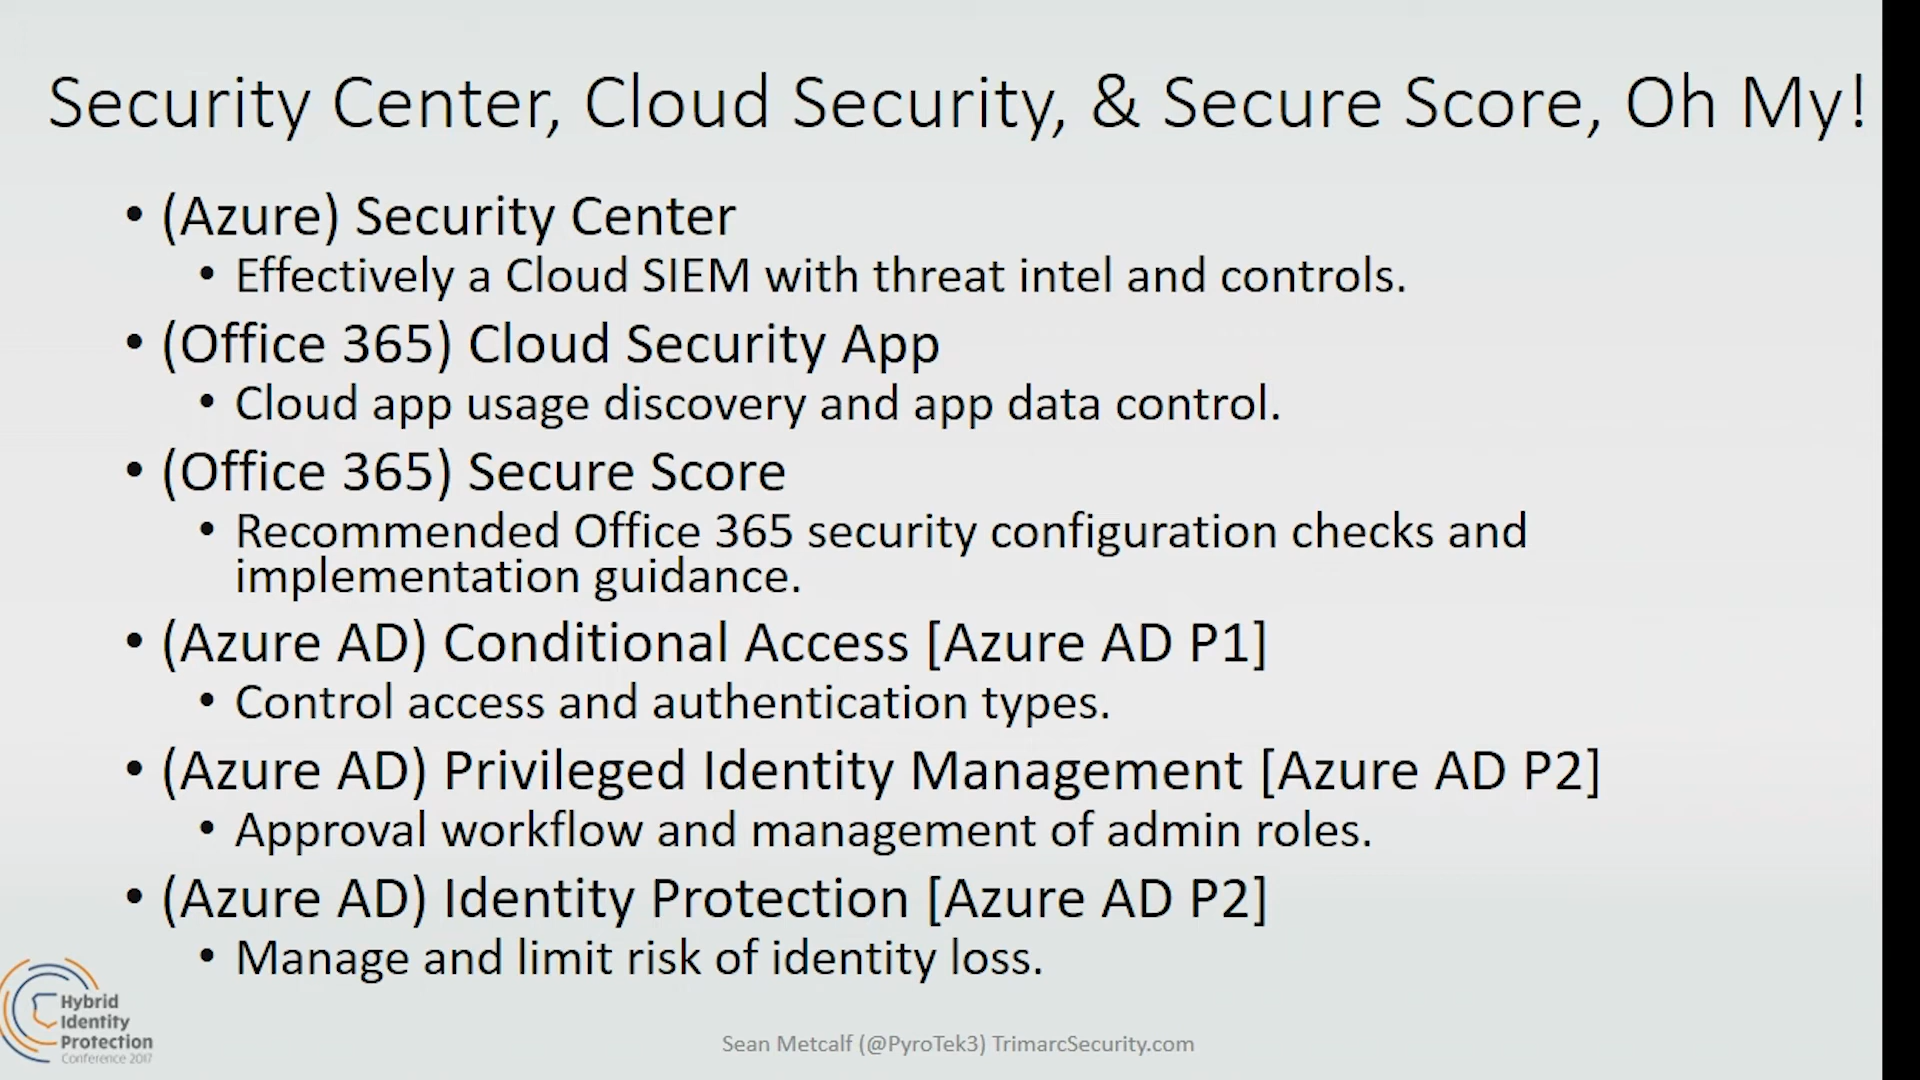 Security Center, Cloud Security, & Secure Score, Oh My!
• (Azure) Security Center
• Effectively a Cloud SIEM with threat intel and controls.
• (Office 365) Cloud Security App
• Cloud app usage discovery and app data control.
• (Office 365) Secure Score
• Recommended Office 365 security configuration checks and
implementation guidance.
• (Azure AD) Conditional Access [Azure AD P1]
• Control access and authentication types.
• (Azure AD) Privileged Identity Management [Azure AD P2]
• Approval workflow and management of admin roles.
• (Azure AD) Identity Protection [Azure AD P2]
• Manage and limit risk of identity loss.
Hybrid
Identity
Protection
Conference 2017
Sean Metcalf (@PyroTek3) TrimarcSecurity.com